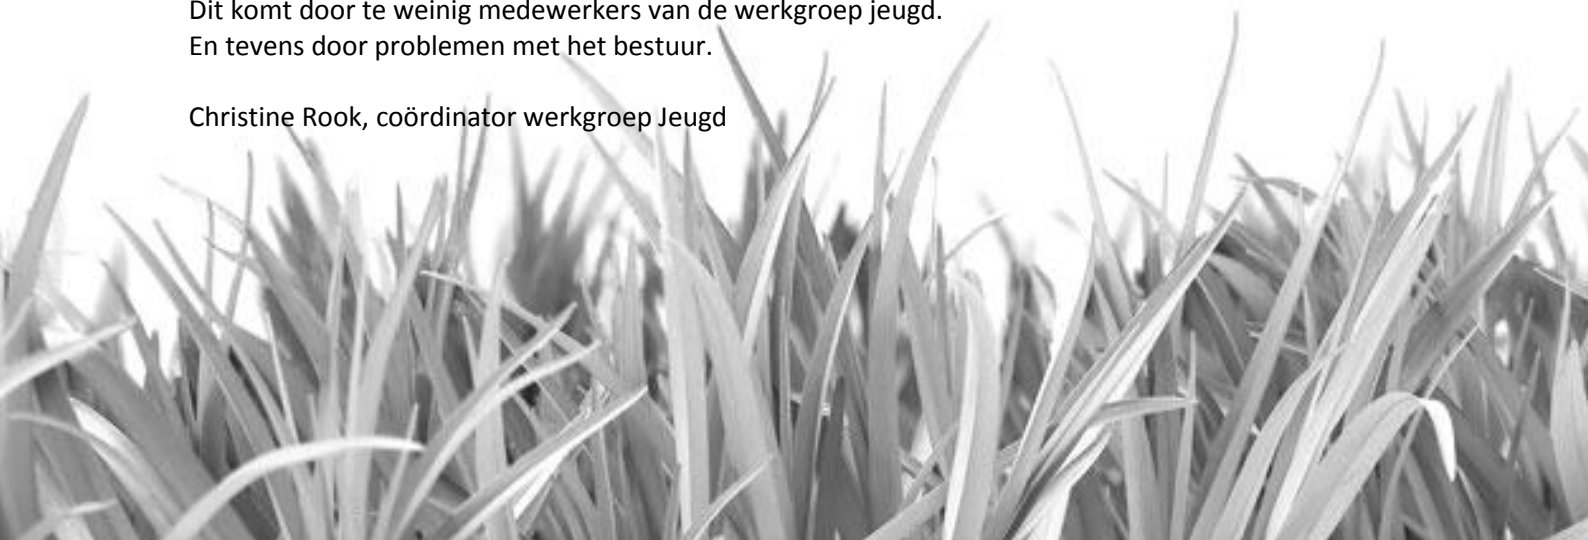 Dit komt door te weinig medewerkers van de werkgroep jeugd.
En tevens door problemen met het bestuur.
Christine Rook, coördinator werkgroep Jeugd